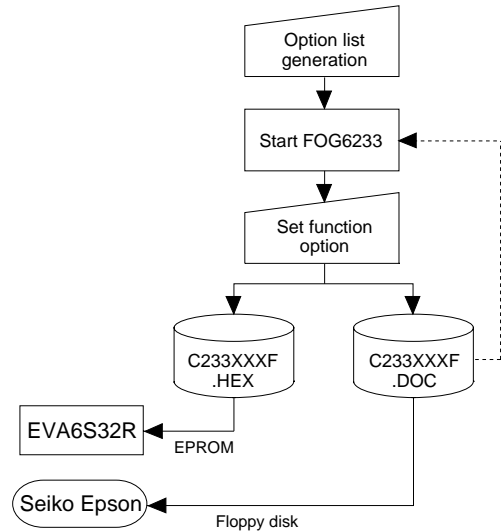 Option list
generation
Start FOG6233
Set function
option
C233XXXF
.HEX
C233XXXF
.DOC
EVA6S32R
EPROM
Seiko Epson
Floppy disk